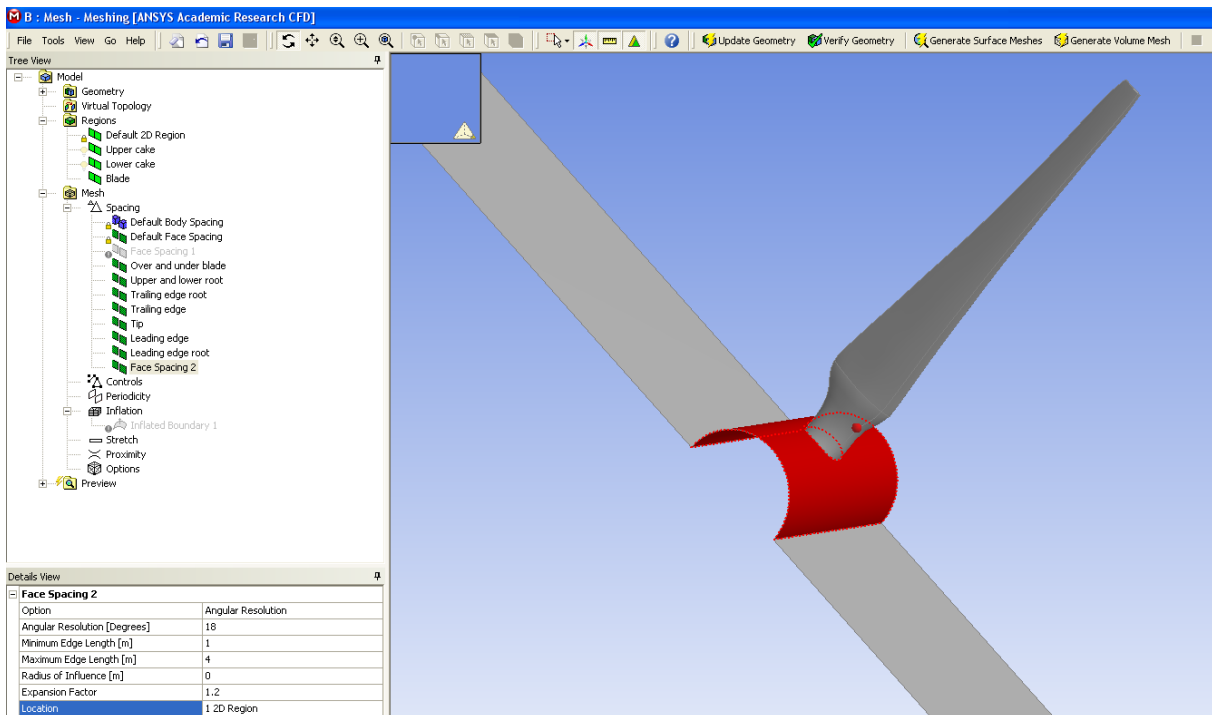 B : Mesh - Meshing [ANSYS Academic Research CFD]
File Tools View Go Help Update Geometry Verify Geometry Generate Surface Meshes Generate Volume Mesh
Tree View
Model
Geometry
Virtual Topology
Regions
Default 2D Region
Upper cake
Lower cake
Blade
Mesh
Spacing
Default Body Spacing
Default Face Spacing
Face Spacing 1
Over and under blade
Upper and lower root
Trailing edge root
Trailing edge
Tip
Leading edge
Leading edge root
Face Spacing 2
Controls
Periodicity
Inflation
Inflated Boundary 1
Stretch
Proximity
Options
Preview
Details View
Face Spacing 2
Option Angular Resolution
Angular Resolution [Degrees] 18
Minimum Edge Length [m] 1
Maximum Edge Length [m] 4
Radius of Influence [m] 0
Expansion Factor 1.2
Location 1 2D Region